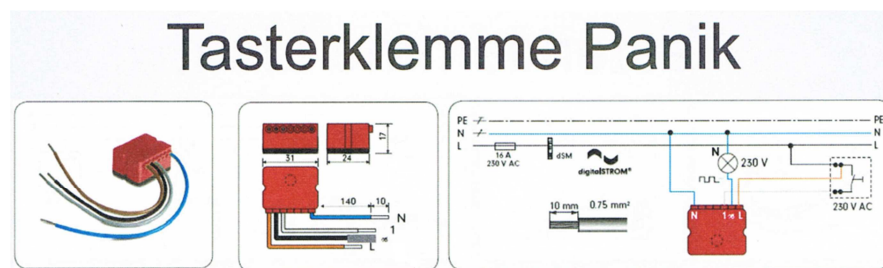 Tasterklemme Panik
31
24
17
140
10
N
1
L
PE
N
L
16 A
230 V AC
dSM
digitalSTROM®
N
230 V
10 mm
0.75 mm²
N
1
L
230 V AC
PE
N
L